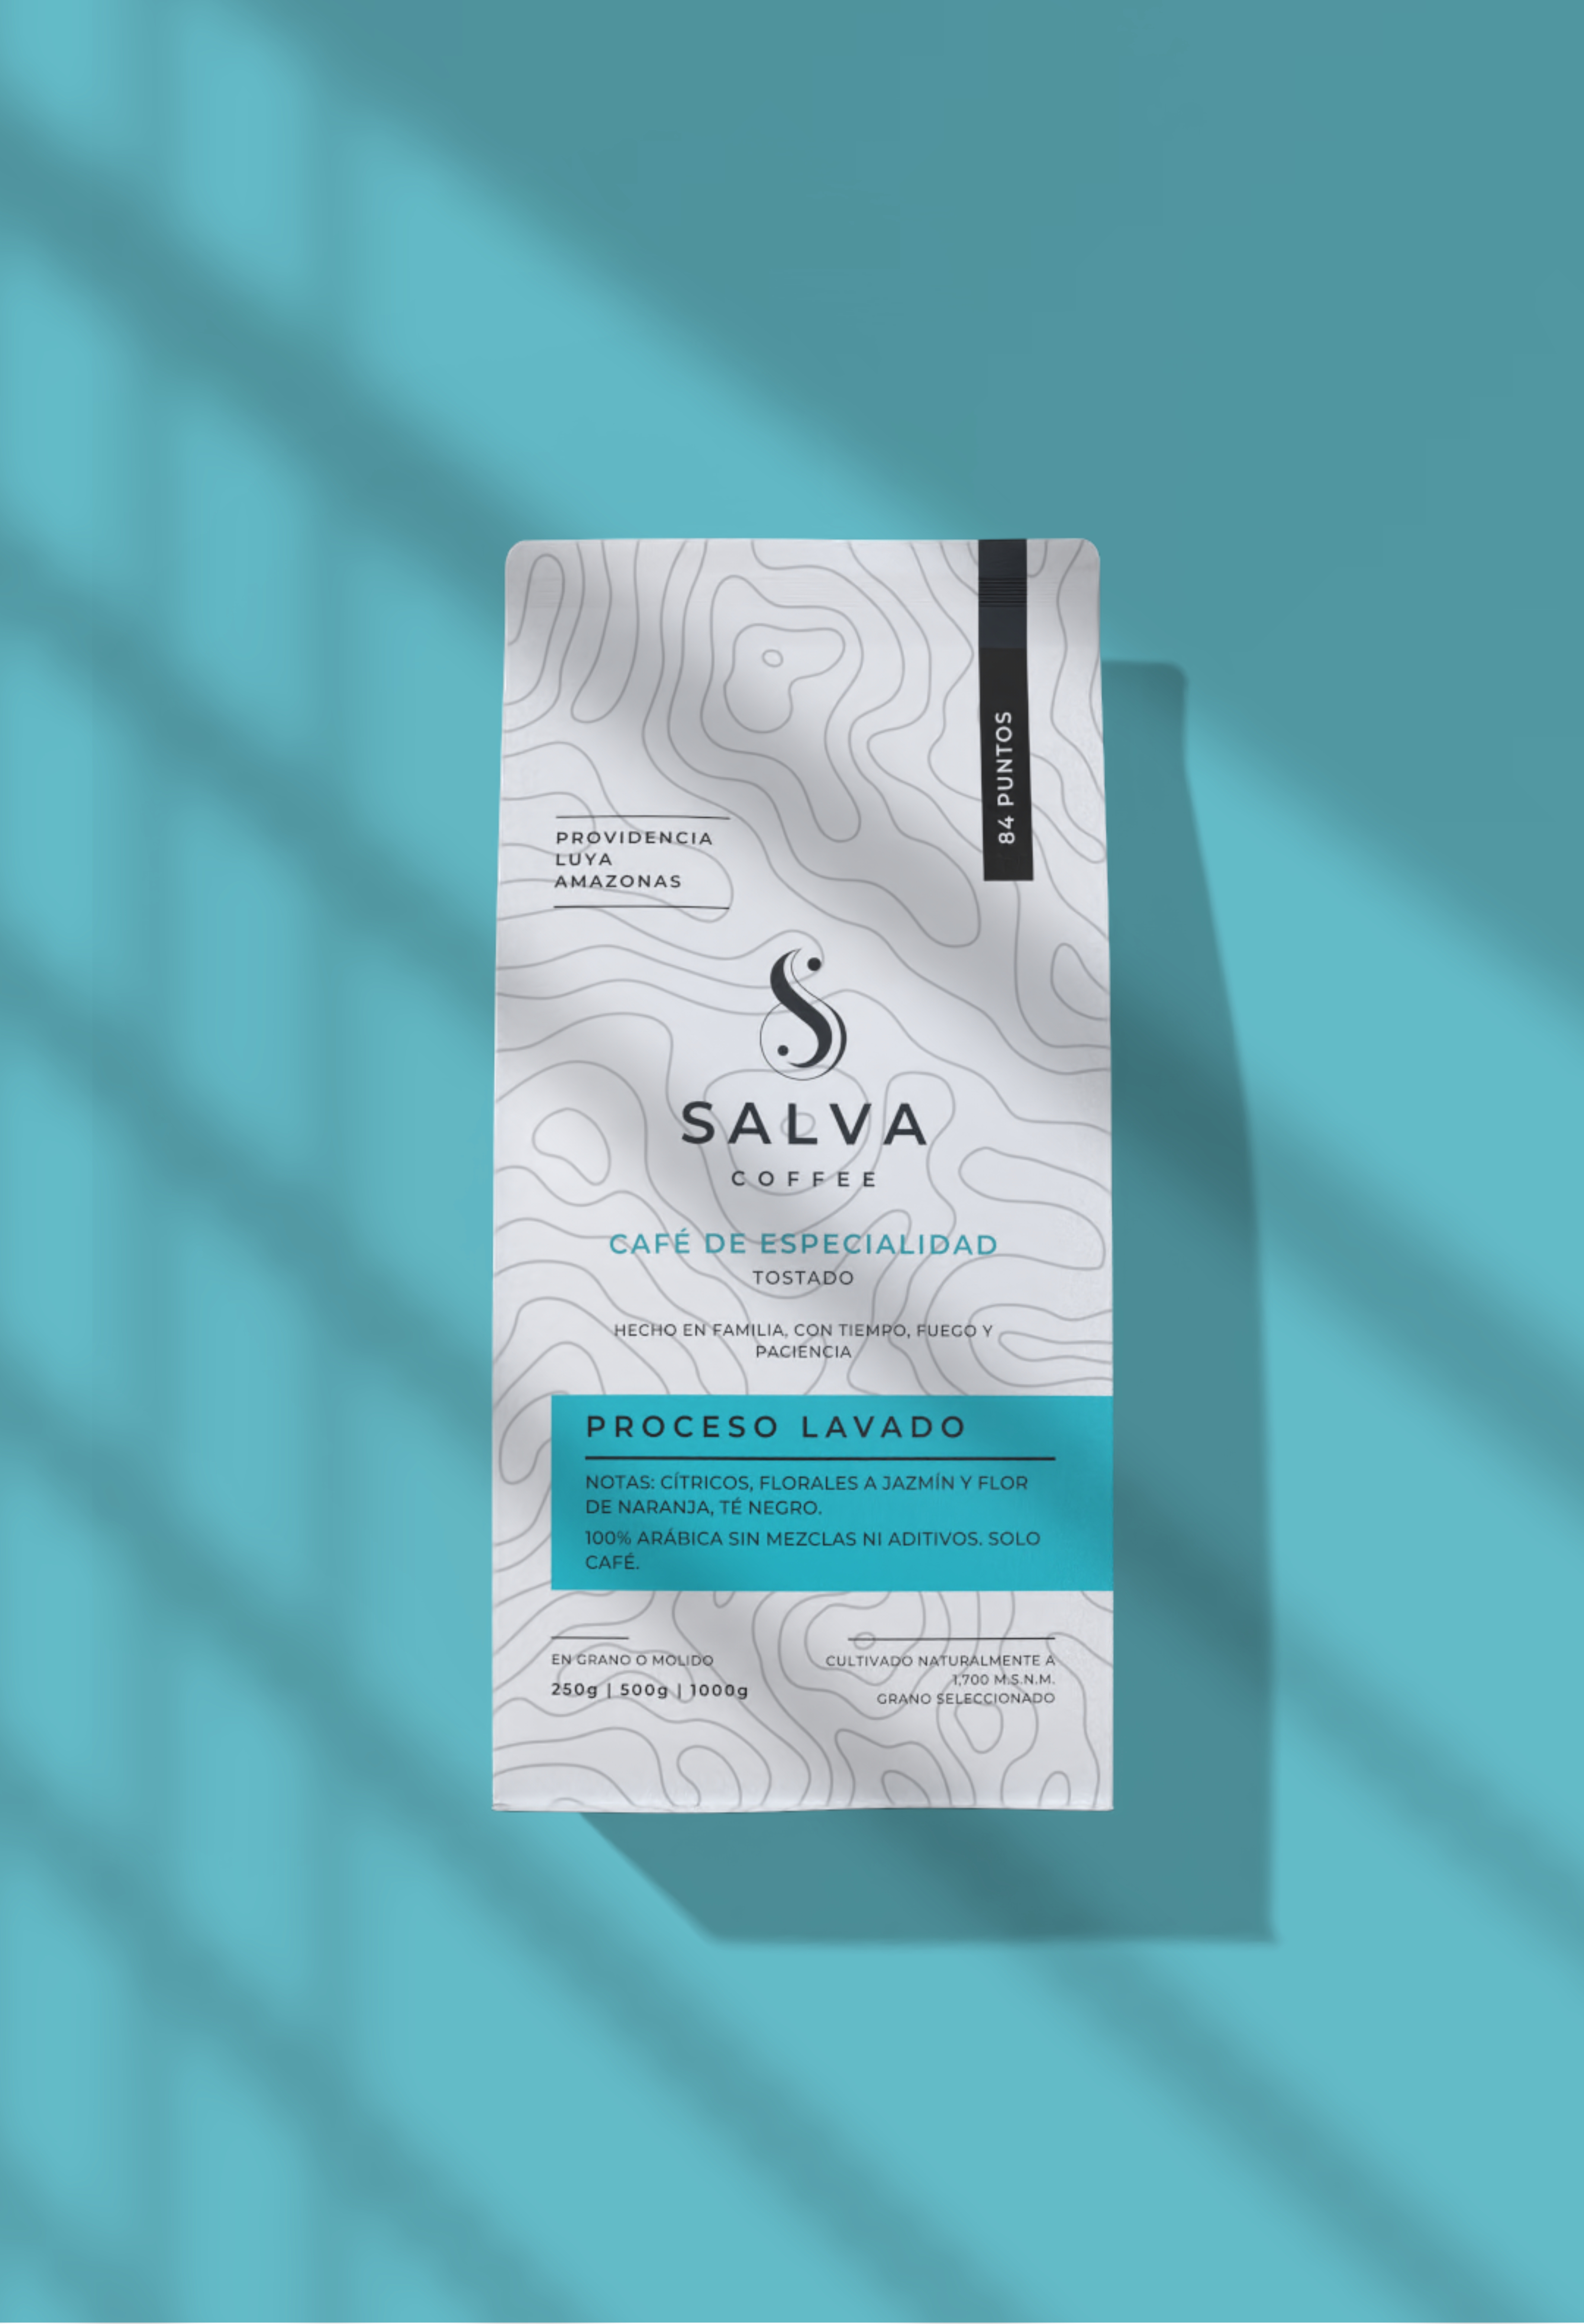 84 PUNTOS
PROVIDENCIA
LUYA
AMAZONAS
S
SALVA
COFFEE
CAFÉ DE ESPECIALIDAD
TOSTADO
HECHO EN FAMILIA, CON TIEMPO, FUEGO Y
PACIENCIA
PROCESO LAVADO
NOTAS: CÍTRICOS, FLORALES A JAZMÍN Y FLOR
DE NARANJA, TÉ NEGRO.
100% ARÁBICA SIN MEZCLAS NI ADITIVOS. SOLO
CAFÉ.
EN GRANO O MOLIDO
250g | 500g | 1000g
CULTIVADO NATURALMENTE A
1,700 M.S.N.M.
GRANO SELECCIONADO